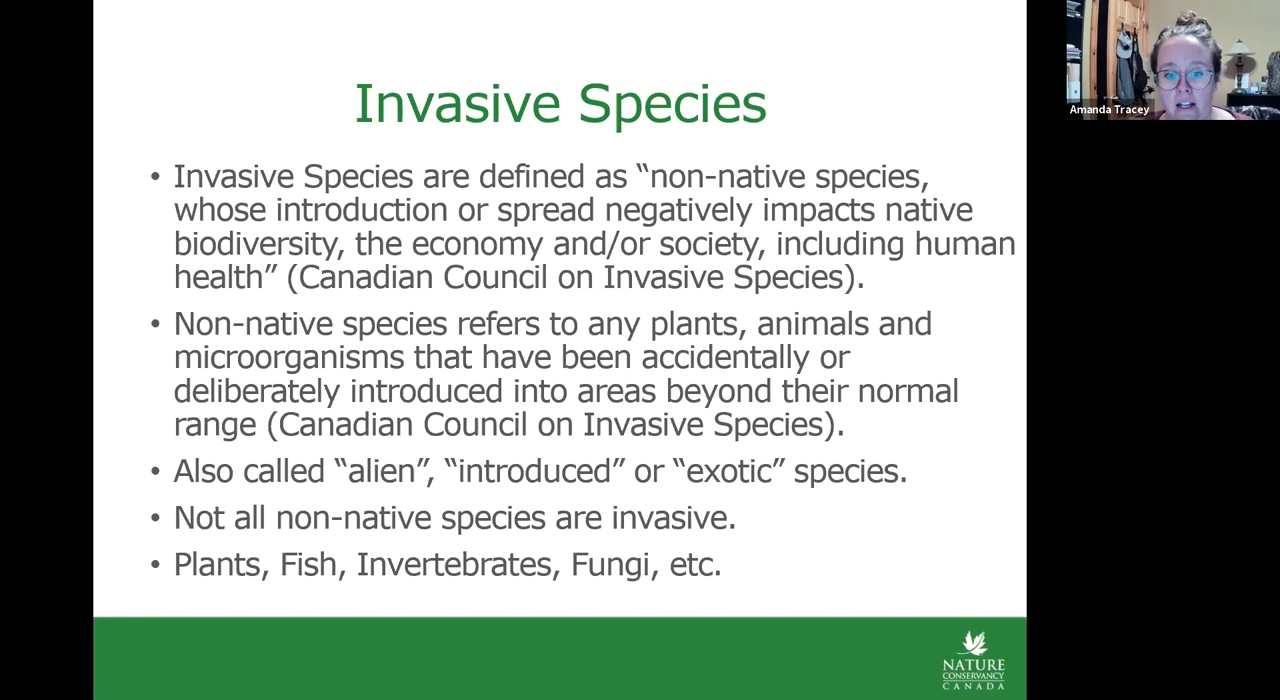 Invasive Species
• Invasive Species are defined as “non-native species,
whose introduction or spread negatively impacts native
biodiversity, the economy and/or society, including human
health” (Canadian Council on Invasive Species).
• Non-native species refers to any plants, animals and
microorganisms that have been accidentally or
deliberately introduced into areas beyond their normal
range (Canadian Council on Invasive Species).
• Also called “alien”, “introduced” or “exotic” species.
• Not all non-native species are invasive.
• Plants, Fish, Invertebrates, Fungi, etc.
NATURE
CONSERVANCY
CANADA
Amanda Tracey